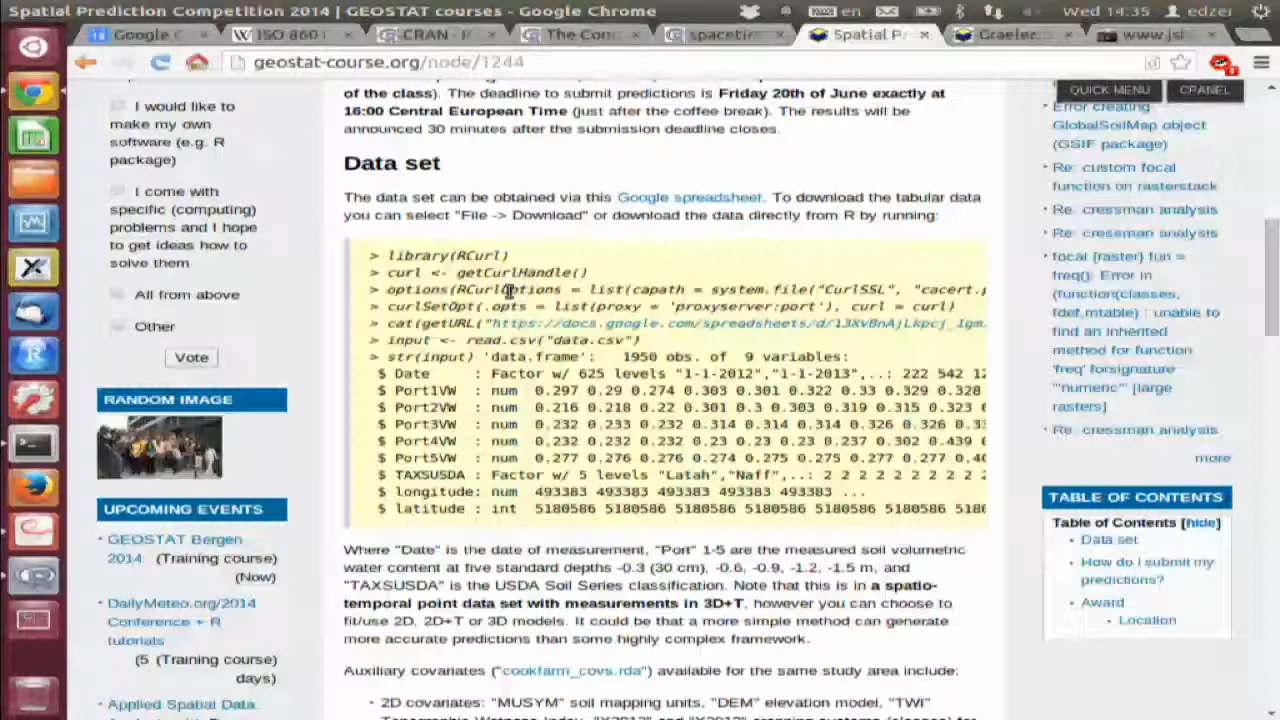 Spatial Prediction Competition 2014 | GEOSTAT courses - Google Chrome
en
Wed 14:35
edzer
Google C
ISO 860
CRAN - R
The Com
spacetim
Spatial P
Graeler
www.jsl
geostat-course.org/node/1244
I would like to
make my own
software (e.g. R
package)
I come with
specific (computing)
problems and I hope
to get ideas how to
solve them
All from above
Other
Vote
RANDOM IMAGE
UPCOMING EVENTS
GEOSTAT Bergen
2014 (Training course)
(Now)
DailyMeteo.org/2014
Conference + R
tutorials
(5 (Training course)
days)
Applied Spatial Data
of the class). The deadline to submit predictions is Friday 20th of June exactly at
16:00 Central European Time (just after the coffee break). The results will be
announced 30 minutes after the submission deadline closes.
Data set
The data set can be obtained via this Google spreadsheet. To download the tabular data
you can select "File -> Download" or download the data directly from R by running:
> library(RCurl)
> curl <- getCurlHandle()
> options(RCurlOptions = list(capath = system.file("CurlSSL", "cacert.p
> curlSetOpt(.opts = list(proxy = 'proxyserver:port'), curl = curl)
> cat(getURL("https://docs.google.com/spreadsheets/d/
> input <- read.csv("data.csv")
> str(input) 'data.frame': 1950 obs. of 9 variables:
$ Date : Factor w/ 625 levels "1-1-2012","1-1-2013",..: 222 542 12
$ Port1VW : num 0.297 0.29 0.274 0.303 0.301 0.322 0.33 0.329 0.328
$ Port2VW : num 0.216 0.218 0.22 0.301 0.3 0.303 0.319 0.315 0.323
$ Port3VW : num 0.232 0.233 0.293 0.314 0.314 0.314 0.326 0.326 0.33
$ Port4VW : num 0.232 0.232 0.232 0.23 0.23 0.23 0.237 0.302 0.439
$ Port5VW : num 0.277 0.276 0.276 0.274 0.275 0.275 0.277 0.277 0.40
$ TAXSUSDA : Factor w/ 5 levels "Latah","Naff",..: 2 2 2 2 2 2 2 2 2
$ longitude: num 493383 493383 493383 493383 493383 ...
$ latitude : int 5180586 5180586 5180586 5180586 5180586 5180586 5180
Where "Date" is the date of measurement, "Port" 1-5 are the measured soil volumetric
water content at five standard depths -0.3 (30 cm), -0.6, -0.9, -1.2, -1.5 m, and
"TAXSUSDA" is the USDA Soil Series classification. Note that this is in a spatio-
temporal point data set with measurements in 3D+T, however you can choose to
fit/use 2D, 2D+T or 3D models. It could be that a more simple method can generate
more accurate predictions than some highly complex framework.
Auxiliary covariates ("cookfarm_covs.rda") available for the same study area include:
2D covariates: "MUSYM" soil mapping units, "DEM" elevation model, "TWI"
QUICK MENU
CPANEL
Error creating
GlobalSoilMap object
(GSIF package)
Re: custom focal
function on rasterstack
Re: cressman analysis
Re: cressman analysis
focal {raster} fun =
freq(): Error in
(function(classes,
fdef,mtable) : unable to
find an inherited
method for function
'freq' forsignature
'"numeric"' [large
rasters]
Re: cressman analysis
more
TABLE OF CONTENTS
Table of Contents [hide]
Data set
How do I submit my
predictions?
Award
Location